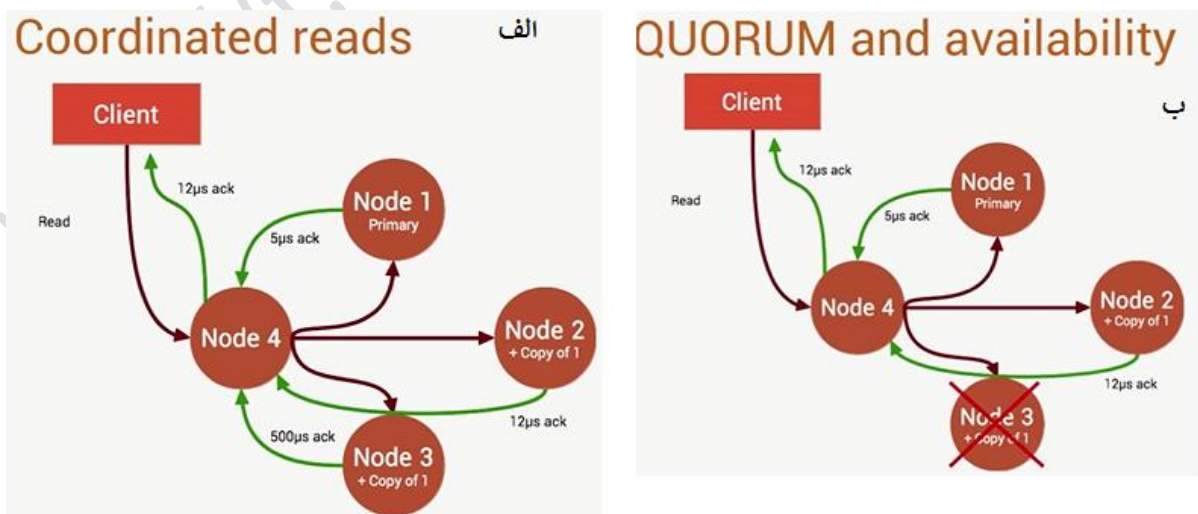 Coordinated reads
الف
Client
12µs ack
Read
5µs ack
Node 1
Primary
Node 4
Node 2
+ Copy of 1
12µs ack
500µs ack
Node 3
+ Copy of 1
QUORUM and availability
ب
Client
12µs ack
Read
5µs ack
Node 1
Primary
Node 4
Node 2
+ Copy of 1
12µs ack
Node 3
+ Copy of 1